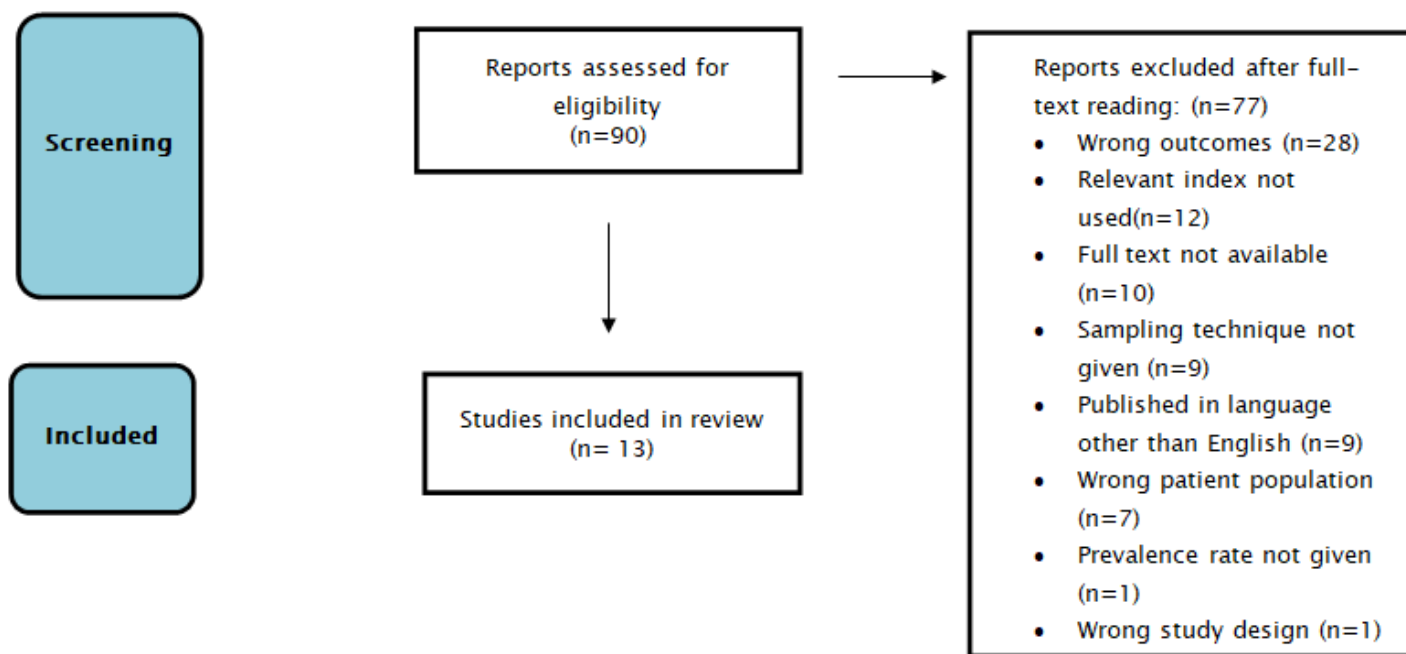 Screening
Reports assessed for
eligibility
(n=90)
Reports excluded after full-
text reading: (n=77)
• Wrong outcomes (n=28)
• Relevant index not
used(n=12)
• Full text not available
(n=10)
• Sampling technique not
given (n=9)
• Published in language
other than English (n=9)
• Wrong patient population
(n=7)
• Prevalence rate not given
(n=1)
• Wrong study design (n=1)
Included
Studies included in review
(n= 13)